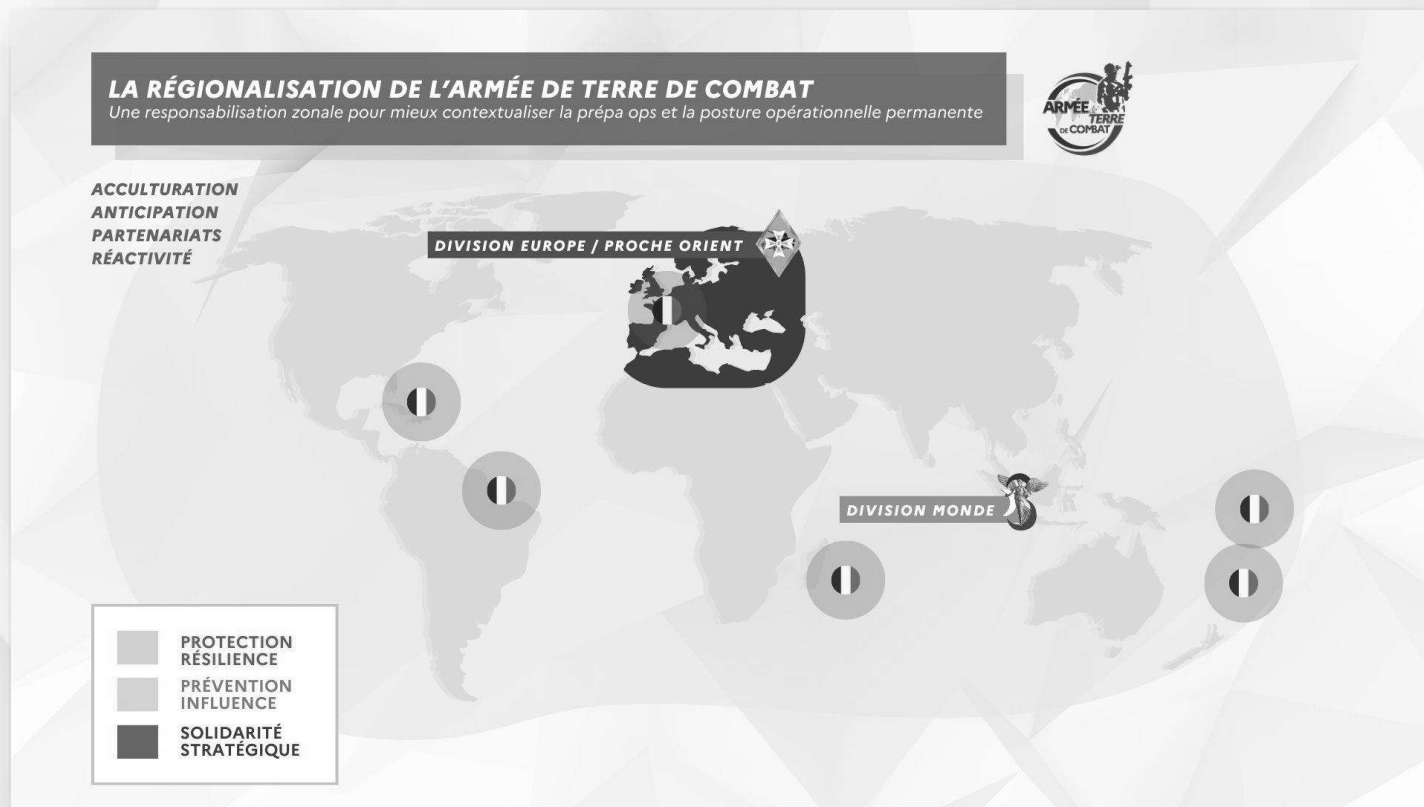 LA RÉGIONALISATION DE L'ARMÉE DE TERRE DE COMBAT
Une responsabilisation zonale pour mieux contextualiser la prépa ops et la posture opérationnelle permanente
ARMÉE
TERRE
DE COMBAT
ACCULTURATION
ANTICIPATION
PARTENARIATS
RÉACTIVITÉ
DIVISION EUROPE / PROCHE ORIENT
DIVISION MONDE
PROTECTION
RÉSILIENCE
PRÉVENTION
INFLUENCE
SOLIDARITÉ
STRATÉGIQUE